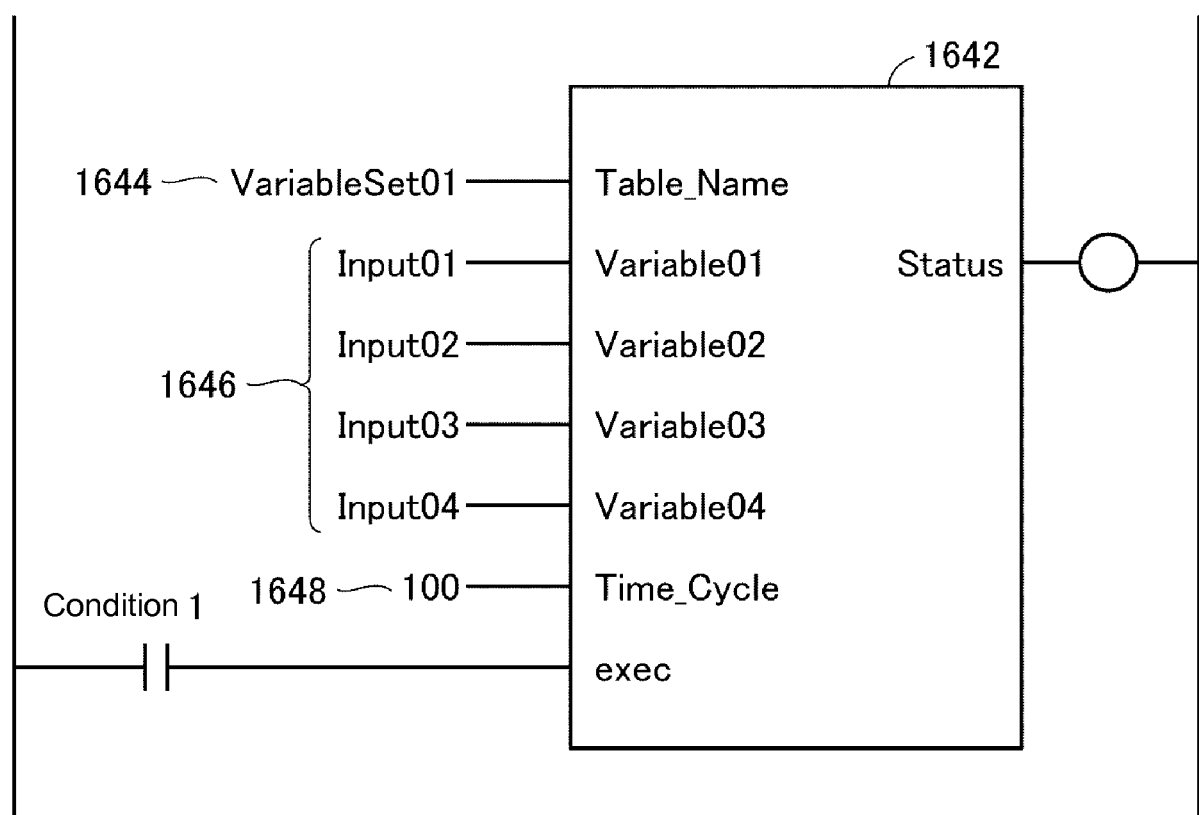 1642
1644 VariableSet01 Table_Name
Input01 Variable01 Status
Input02 Variable02
1646
Input03 Variable03
Input04 Variable04
1648 100 Time_Cycle
Condition 1
exec